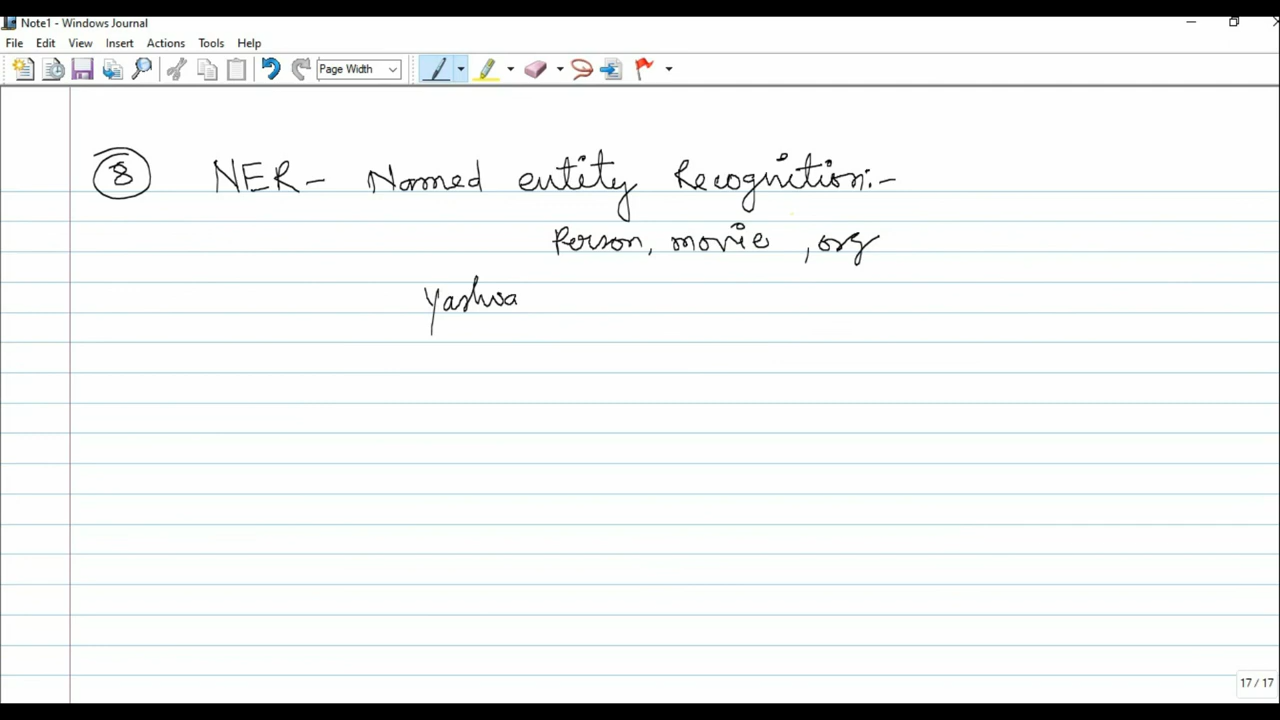 Note1 - Windows Journal
File Edit View Insert Actions Tools Help
Page Width
8 NER- Named entity Recognition:-
Person, movie , org
Yashwa
17 / 17